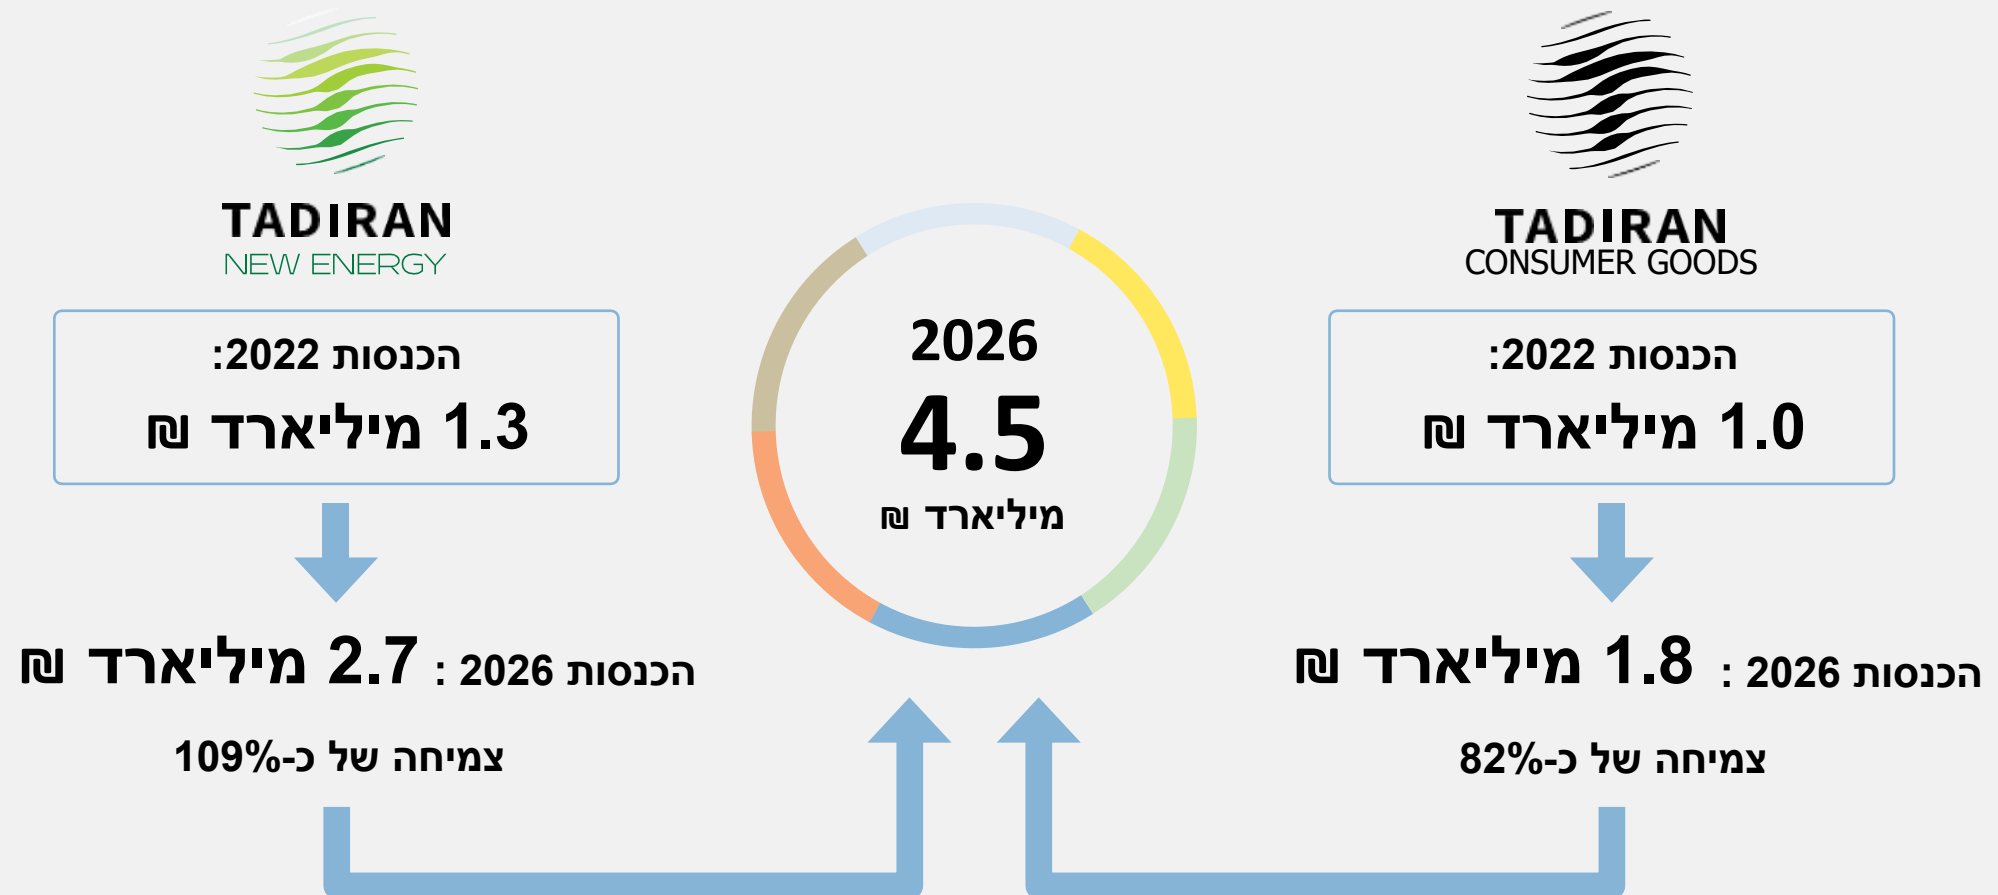 TADIRAN
CONSUMER GOODS
הכנסות 2022:
1.0 מיליארד ₪
הכנסות 2026 : 1.8 מיליארד ₪
צמיחה של כ-82%
2026
4.5
מיליארד ₪
TADIRAN
NEW ENERGY
הכנסות 2022:
1.3 מיליארד ₪
הכנסות 2026 : 2.7 מיליארד ₪
צמיחה של כ-109%